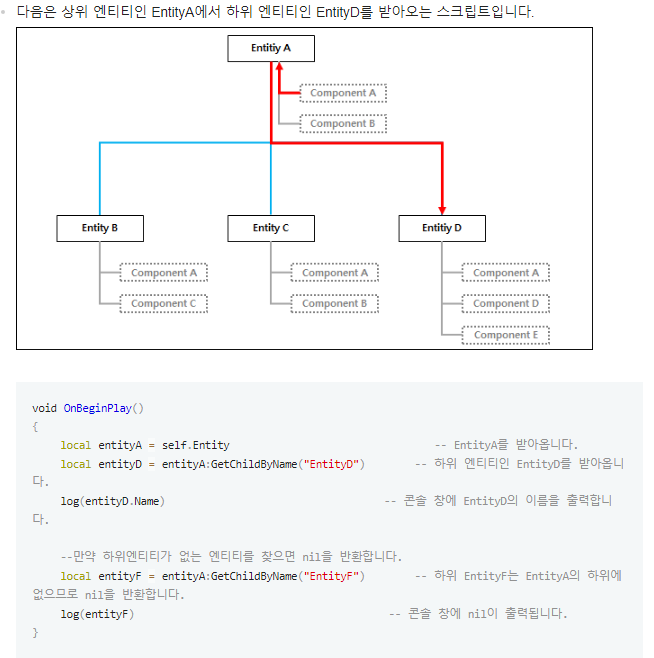 다음은 상위 엔티티인 EntityA에서 하위 엔티티인 EntityD를 받아오는 스크립트입니다.
Entitiy A
Component A
Component B
Entity B
Entity C
Entitiy D
Component A
Component A
Component A
Component C
Component B
Component D
Component E
void OnBeginPlay()
{
local entityA = self.Entity -- EntityA를 받아옵니다.
local entityD = entityA:GetChildByName("EntityD") -- 하위 엔티티인 EntityD를 받아옵니
다.
log(entityD.Name) -- 콘솔 창에 EntityD의 이름을 출력합니
다.
--만약 하위엔티티가 없는 엔티티를 찾으면 nil을 반환합니다.
local entityF = entityA:GetChildByName("EntityF") -- 하위 EntityF는 EntityA의 하위에
없으므로 nil을 반환합니다.
log(entityF) -- 콘솔 창에 nil이 출력됩니다.
}